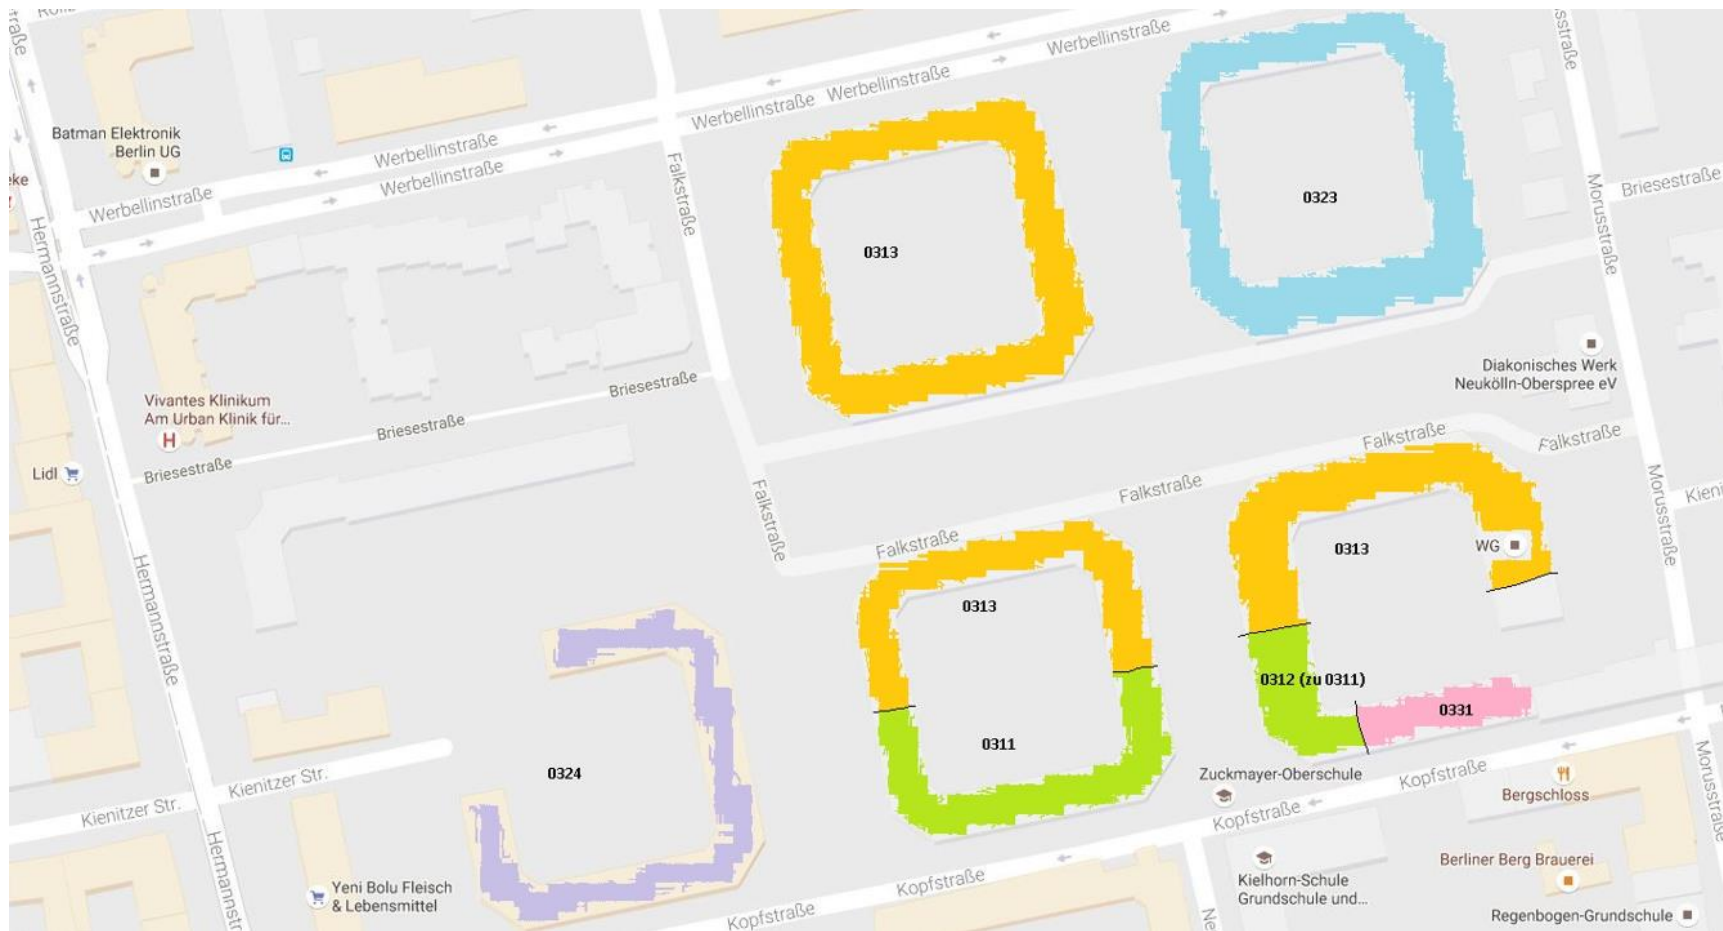 Werbellinstraße
Werbellinstraße
Werbellinstraße
Werbellinstraße
Werbellinstraße
Werbellinstraße
Batman Elektronik
Berlin UG
Falkstraße
0313
0323
Briesestraße
Morusstraße
Hermannstraße
Vivantes Klinikum
Am Urban Klinik für...
H
Briesestraße
Briesestraße
Briesestraße
Lidl
Diakonisches Werk
Neukölln-Oberspree eV
Falkstraße
Falkstraße
Falkstraße
Falkstraße
Falkstraße
Morusstraße
WG
0313
0313
Hermannstraße
0312 (zu 0311)
0331
0311
0324
Kienitzer Str.
Kienitzer Str.
Zuckmayer-Oberschule
Kopfstraße
Kopfstraße
Bergschloss
Morusstraße
Berliner Berg Brauerei
Kielhorn-Schule
Grundschule und...
Yeni Bolu Fleisch
& Lebensmittel
Kopfstraße
Kopfstraße
Regenbogen-Grundschule